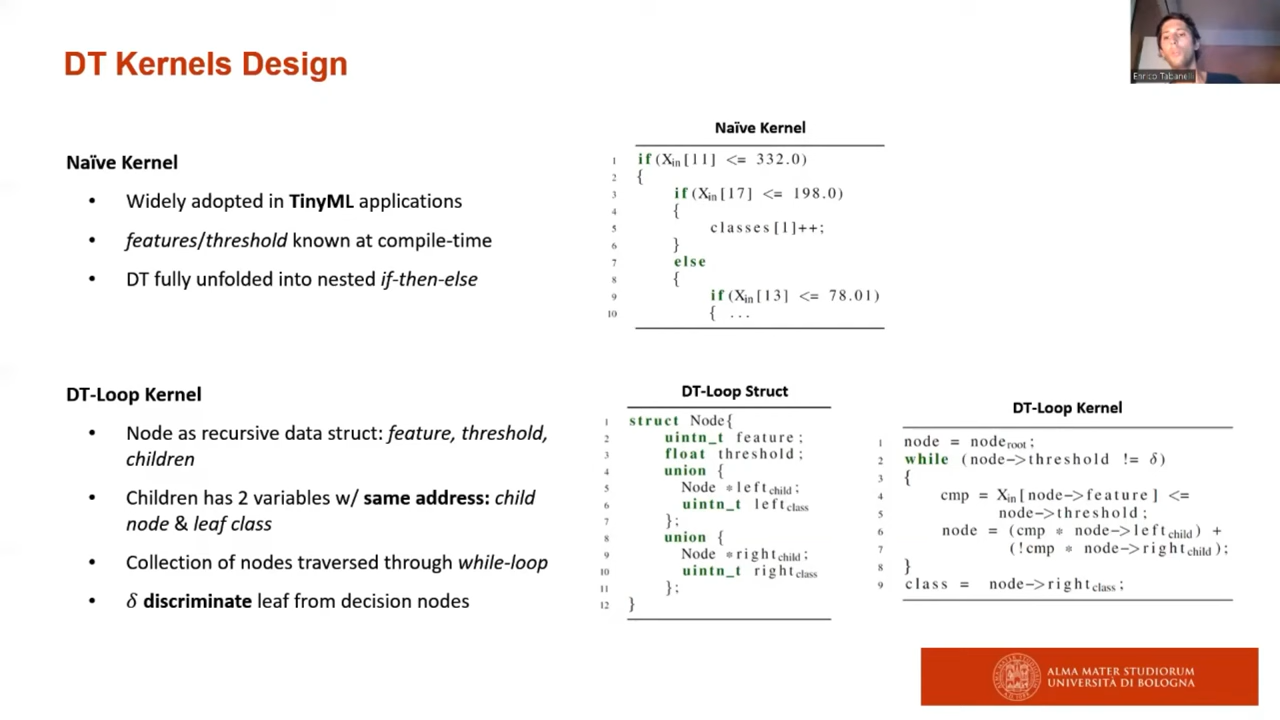 DT Kernels Design
Enrico Tabanelli
Naïve Kernel
• Widely adopted in TinyML applications
• features/threshold known at compile-time
• DT fully unfolded into nested if-then-else
Naïve Kernel
1 if(Xin[11] <= 332.0)
2 {
3 if(Xin[17] <= 198.0)
4 {
5 classes[1]++;
6 }
7 else
8 {
9 if(Xin[13] <= 78.01)
10 { ...
DT-Loop Kernel
• Node as recursive data struct: feature, threshold,
children
• Children has 2 variables w/ same address: child
node & leaf class
• Collection of nodes traversed through while-loop
• δ discriminate leaf from decision nodes
DT-Loop Struct
1 struct Node{
2 uintn_t feature;
3 float threshold;
4 union {
5 Node *leftchild;
6 uintn_t leftclass
7 };
8 union {
9 Node *rightchild;
10 uintn_t rightclass
11 };
12 }
DT-Loop Kernel
1 node = noderoot;
2 while (node->threshold != δ)
3 {
4 cmp = Xin[node->feature] <=
5 node->threshold;
6 node = (cmp * node->leftchild) +
7 (!cmp * node->rightchild);
8 }
9 class = node->rightclass;
ALMA MATER STUDIORUM
UNIVERSITÀ DI BOLOGNA